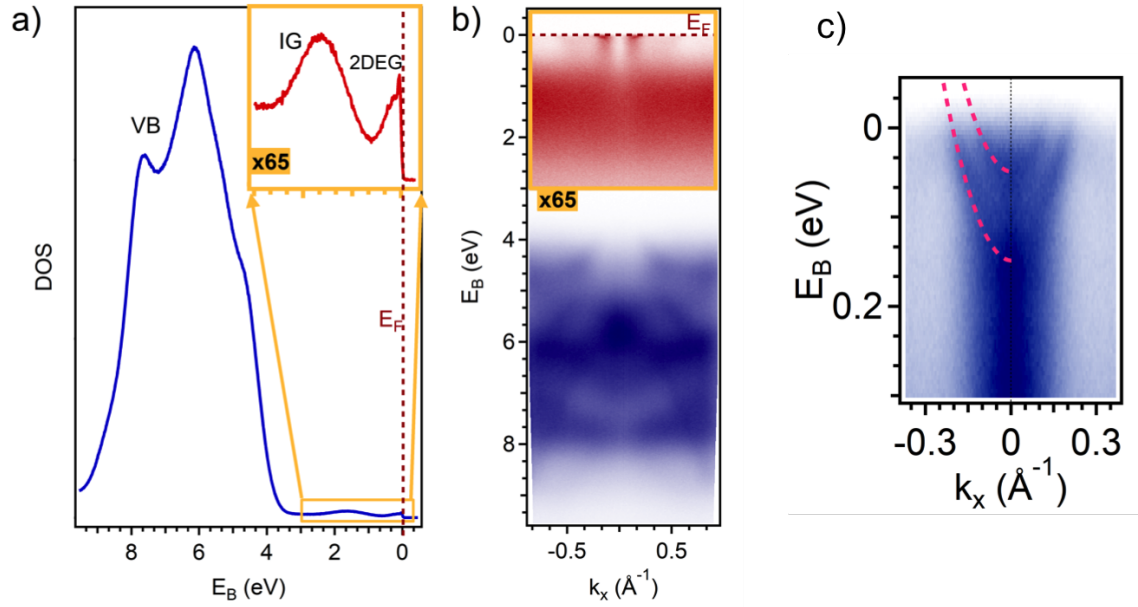 a)
DOS
VB
IG
2DEG
x65
E_F
8
6
4
2
0
E_B (eV)
b)
E_F
0
2
x65
4
6
8
E_B (eV)
-0.5
0.5
k_x (Å⁻¹)
c)
0
0.2
E_B (eV)
-0.3
0
0.3
k_x (Å⁻¹)